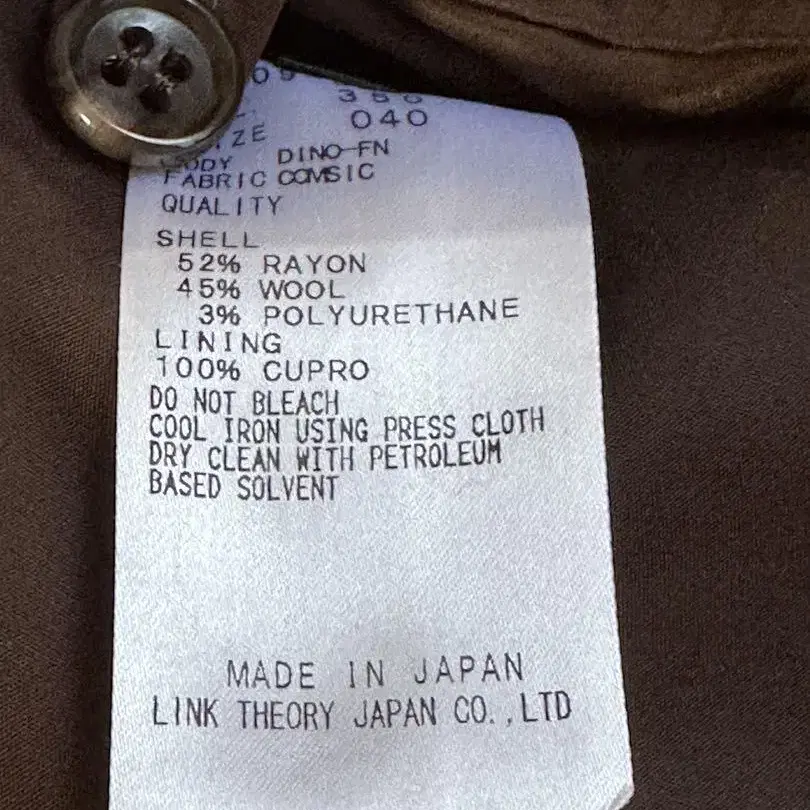 09
040
BODY DINO-FN
FABRIC COMSIC
QUALITY
SHELL
52% RAYON
45% WOOL
3% POLYURETHANE
LINING
100% CUPRO
DO NOT BLEACH
COOL IRON USING PRESS CLOTH
DRY CLEAN WITH PETROLEUM
BASED SOLVENT
MADE IN JAPAN
LINK THEORY JAPAN CO.,LTD